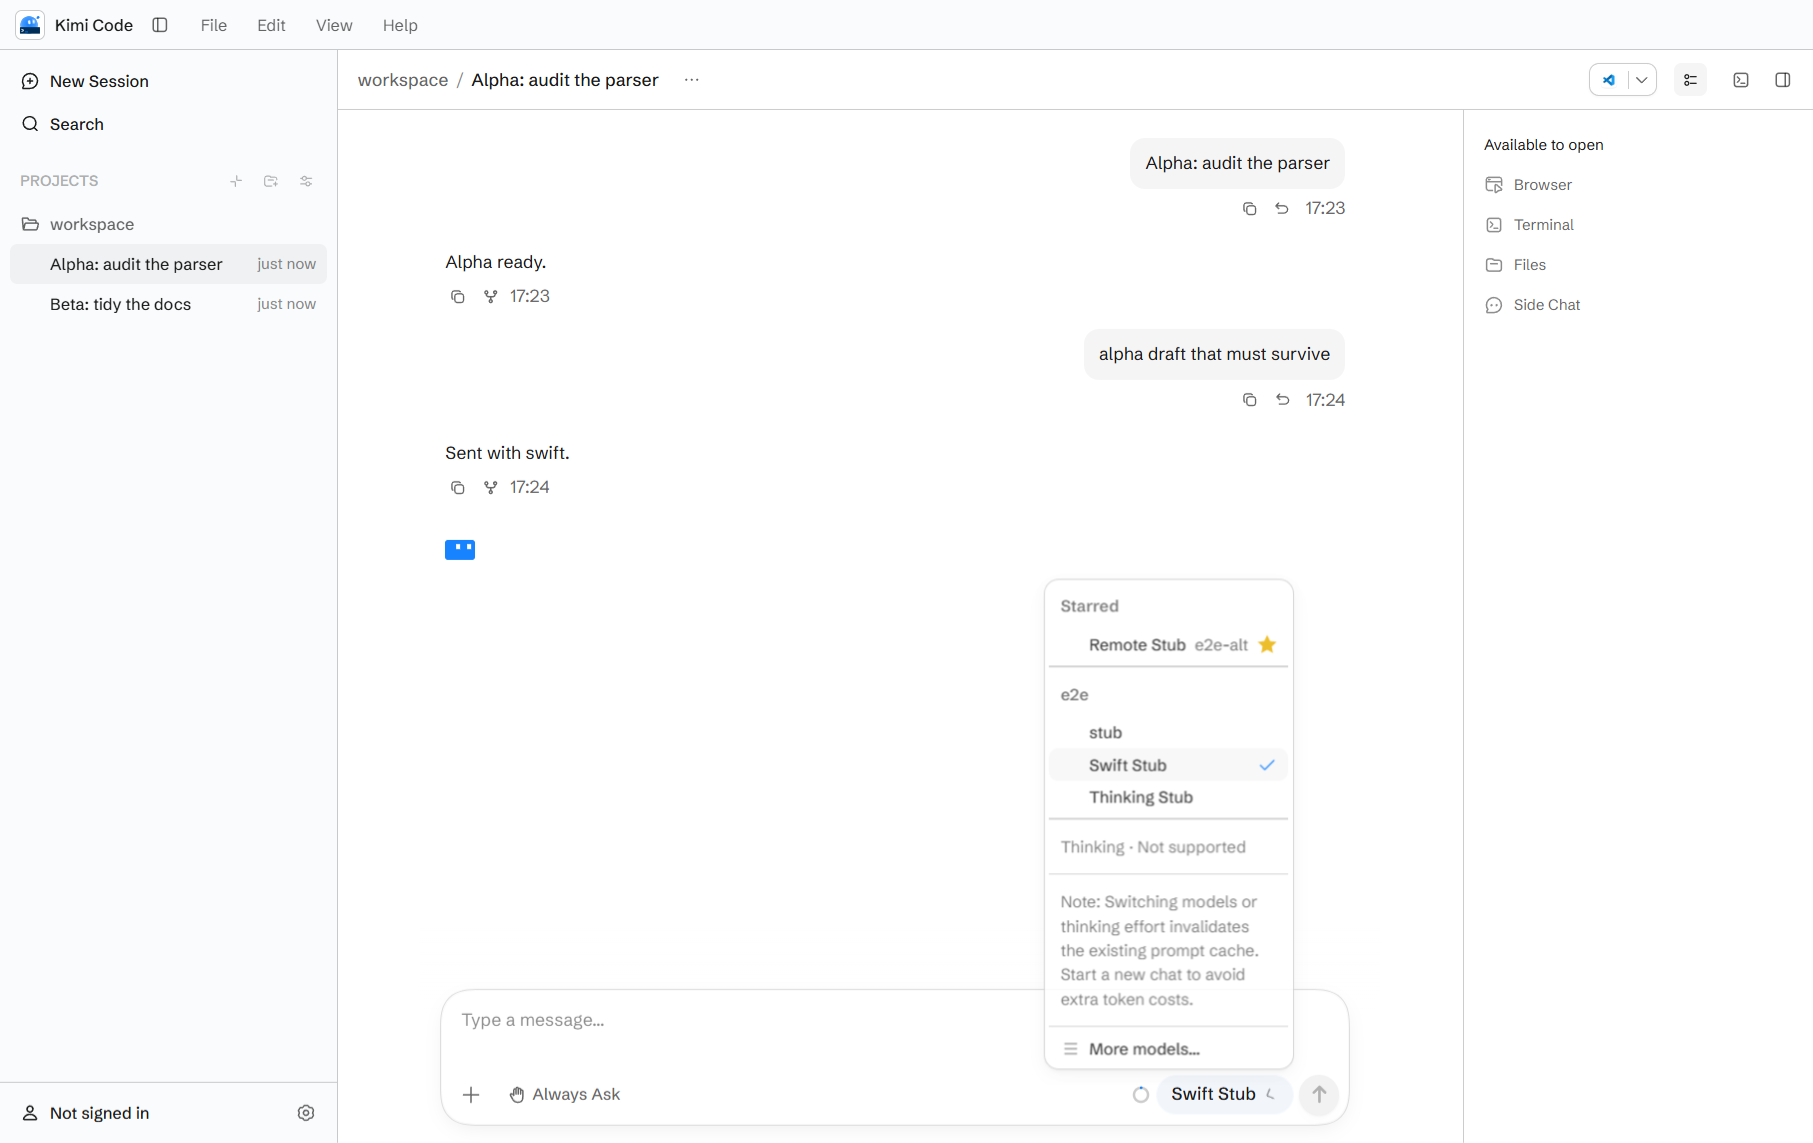 Kimi Code File Edit View Help
New Session
Search
PROJECTS
workspace
Alpha: audit the parser just now
Beta: tidy the docs just now
Not signed in
workspace / Alpha: audit the parser ...
Alpha: audit the parser
17:23
Alpha ready.
17:23
alpha draft that must survive
17:24
Sent with swift.
17:24
Starred
Remote Stub e2e-alt
e2e
stub
Swift Stub
Thinking Stub
Thinking · Not supported
Note: Switching models or
thinking effort invalidates
the existing prompt cache.
Start a new chat to avoid
extra token costs.
More models...
Type a message...
Always Ask
Swift Stub
Available to open
Browser
Terminal
Files
Side Chat